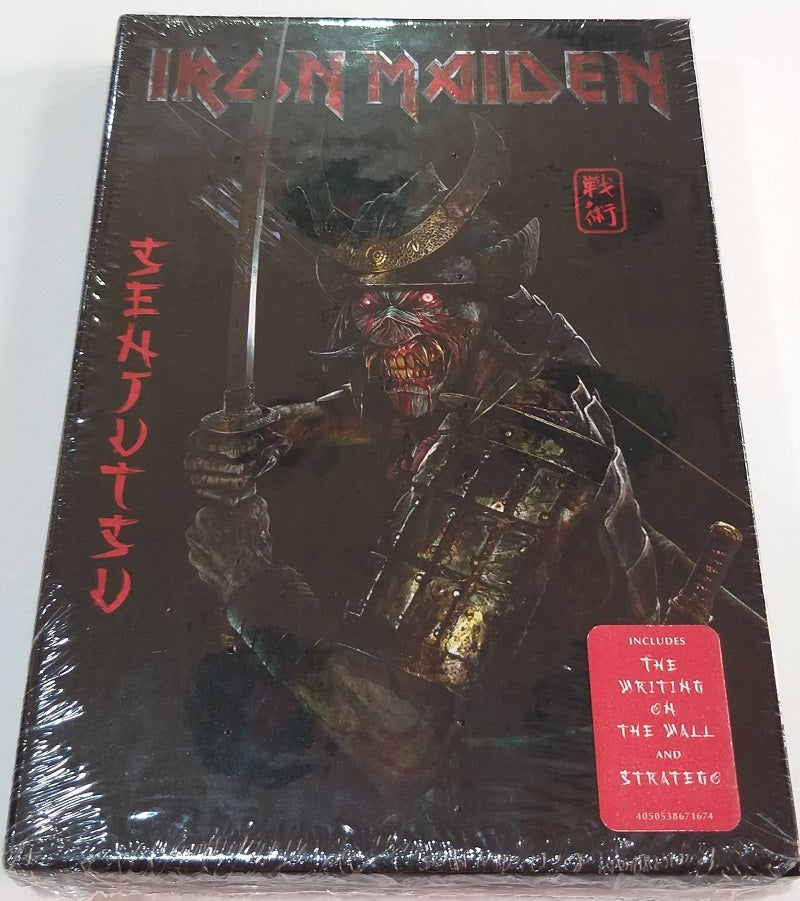 IRON MAIDEN
戦
術
SENJUTSU
INCLUDES
THE
WRITING
ON
THE WALL
AND
STRATEGO
4050538671674